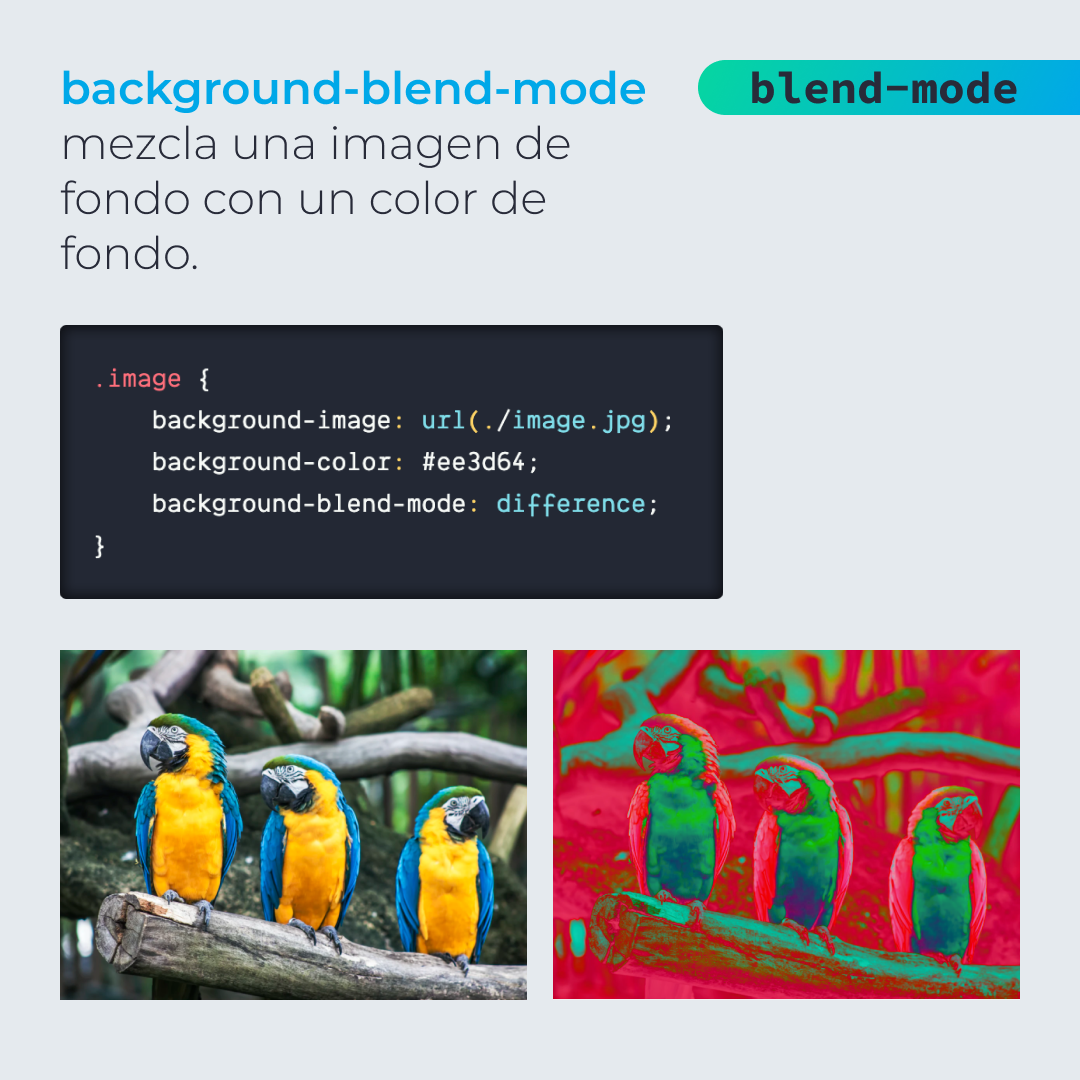 background-blend-mode
mezcla una imagen de
fondo con un color de
fondo.
blend-mode
.image {
    background-image: url(./image.jpg);
    background-color: #ee3d64;
    background-blend-mode: difference;
}